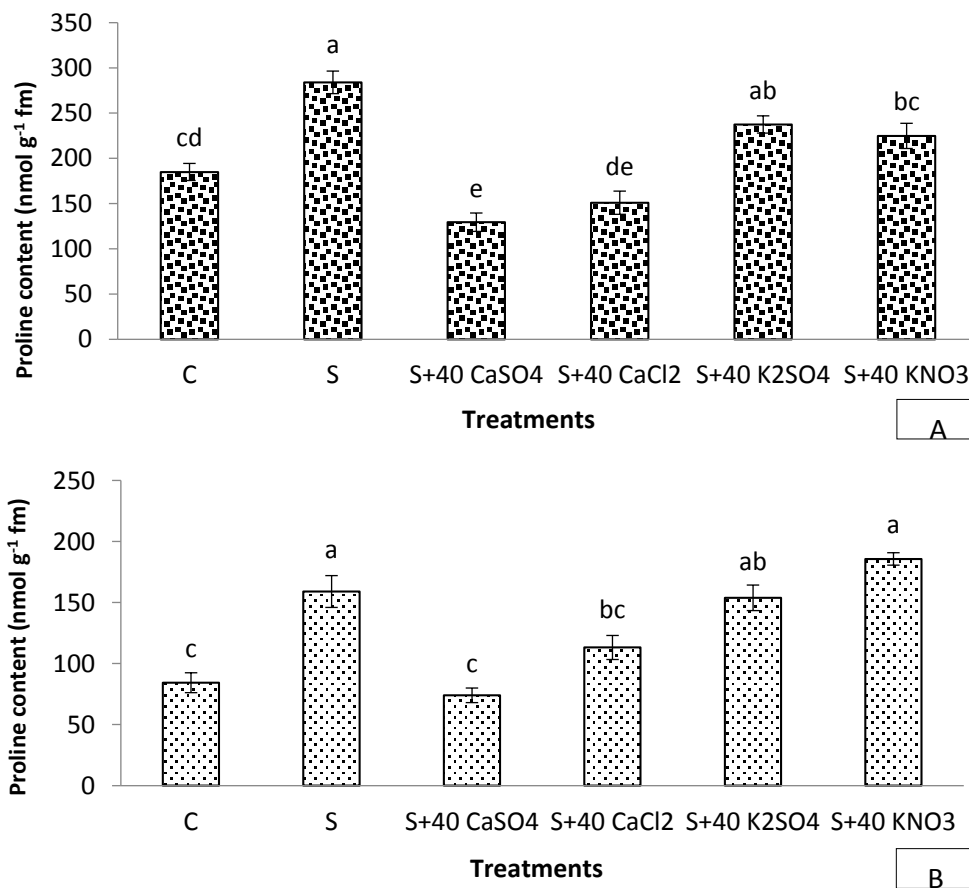 Proline content (nmol g⁻¹ fm)
350
300
250
200
150
100
50
0
cd
a
e
de
ab
bc
C S S+40 CaSO4 S+40 CaCl2 S+40 K2SO4 S+40 KNO3
Treatments
A
Proline content (nmol g⁻¹ fm)
250
200
150
100
50
0
c
a
c
bc
ab
a
C S S+40 CaSO4 S+40 CaCl2 S+40 K2SO4 S+40 KNO3
Treatments
B